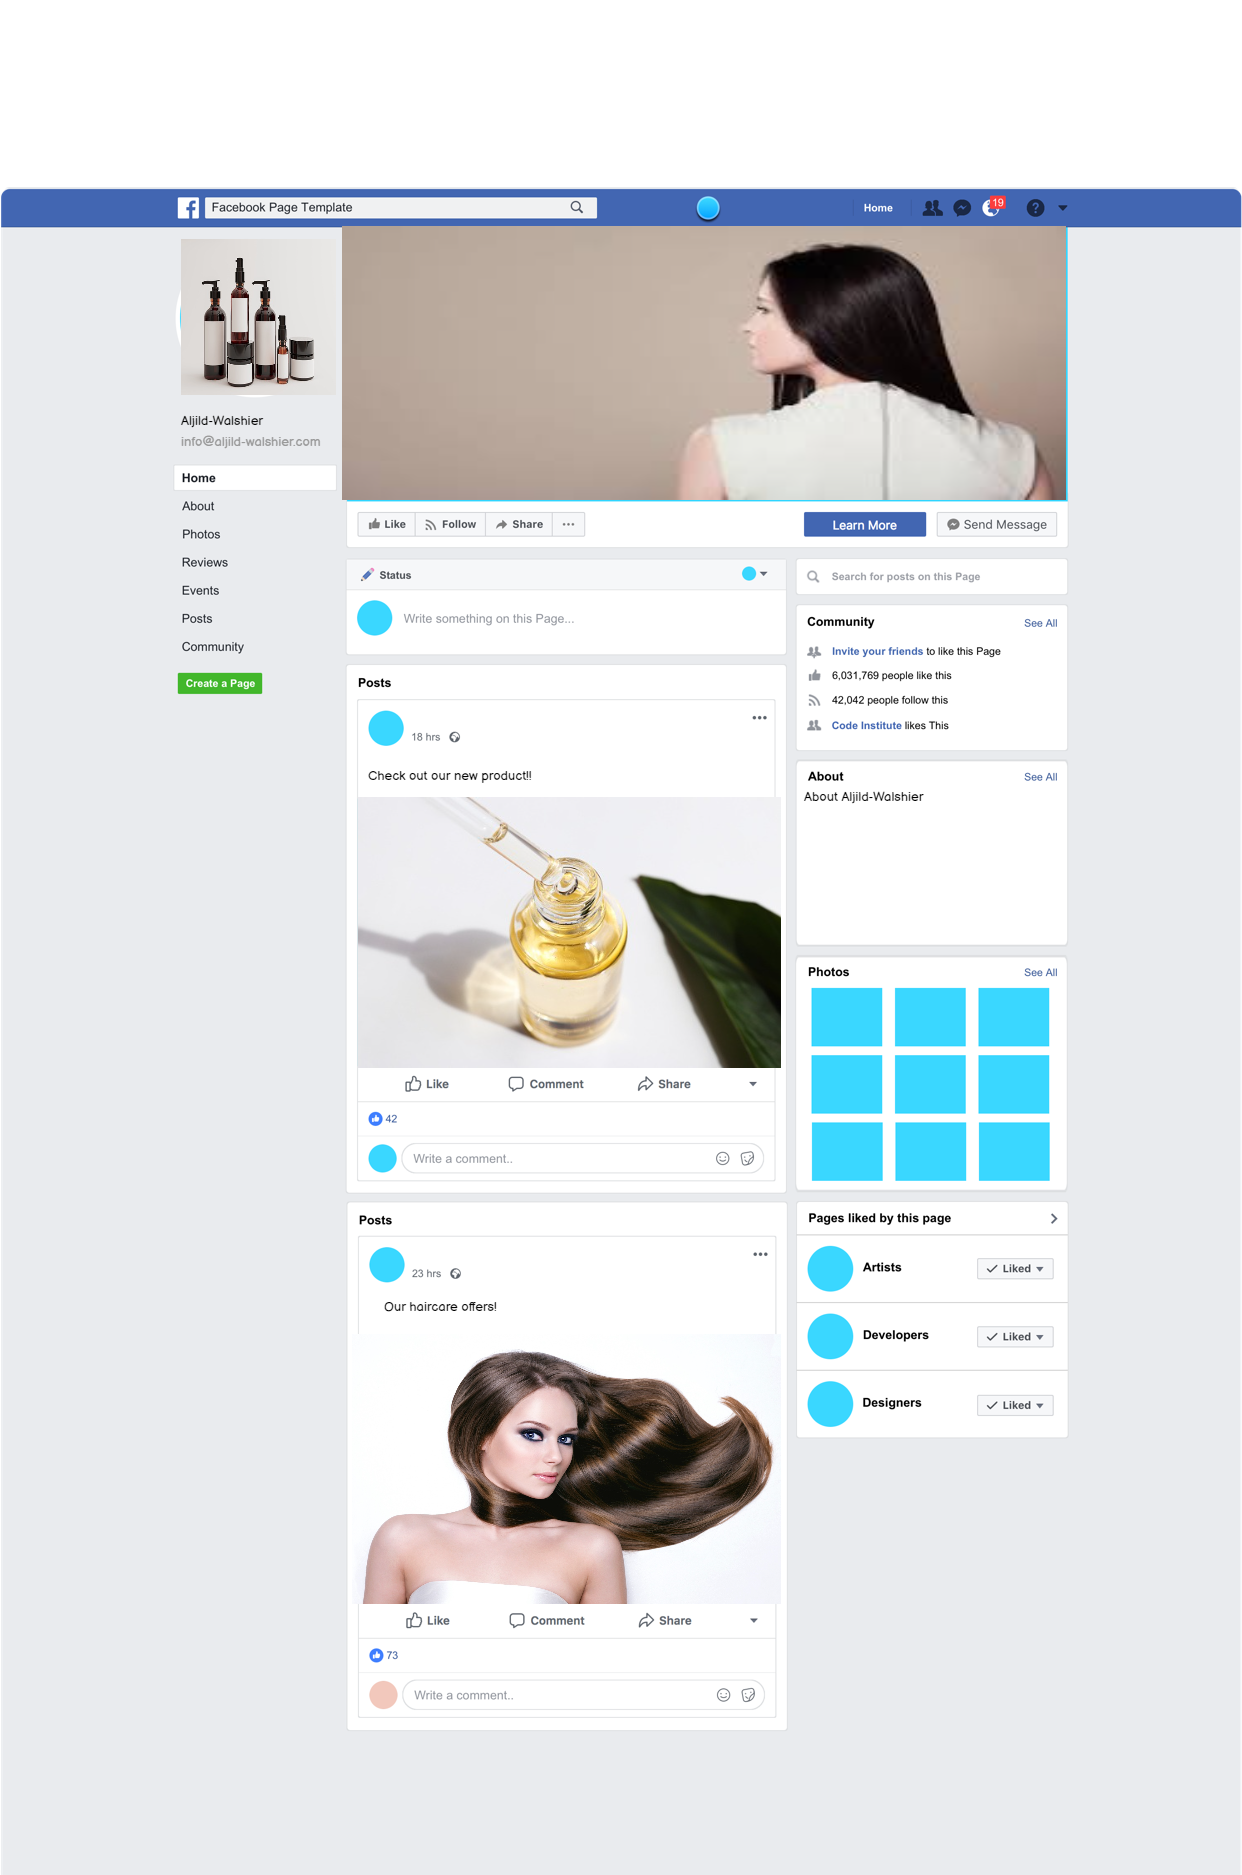 Facebook Page Template
Home
19
?
Aljild-Walshier
info@aljild-walshier.com
Home
About
Photos
Reviews
Events
Posts
Community
Create a Page
Like
Follow
Share
Learn More
Send Message
Status
Write something on this Page...
Posts
18 hrs
Check out our new product!!
Like
Comment
Share
42
Write a comment..
Posts
23 hrs
Our haircare offers!
Like
Comment
Share
73
Write a comment..
Search for posts on this Page
Community
See All
Invite your friends to like this Page
6,031,769 people like this
42,042 people follow this
Code Institute likes This
About
See All
About Aljild-Walshier
Photos
See All
Pages liked by this page
Artists
Liked
Developers
Liked
Designers
Liked